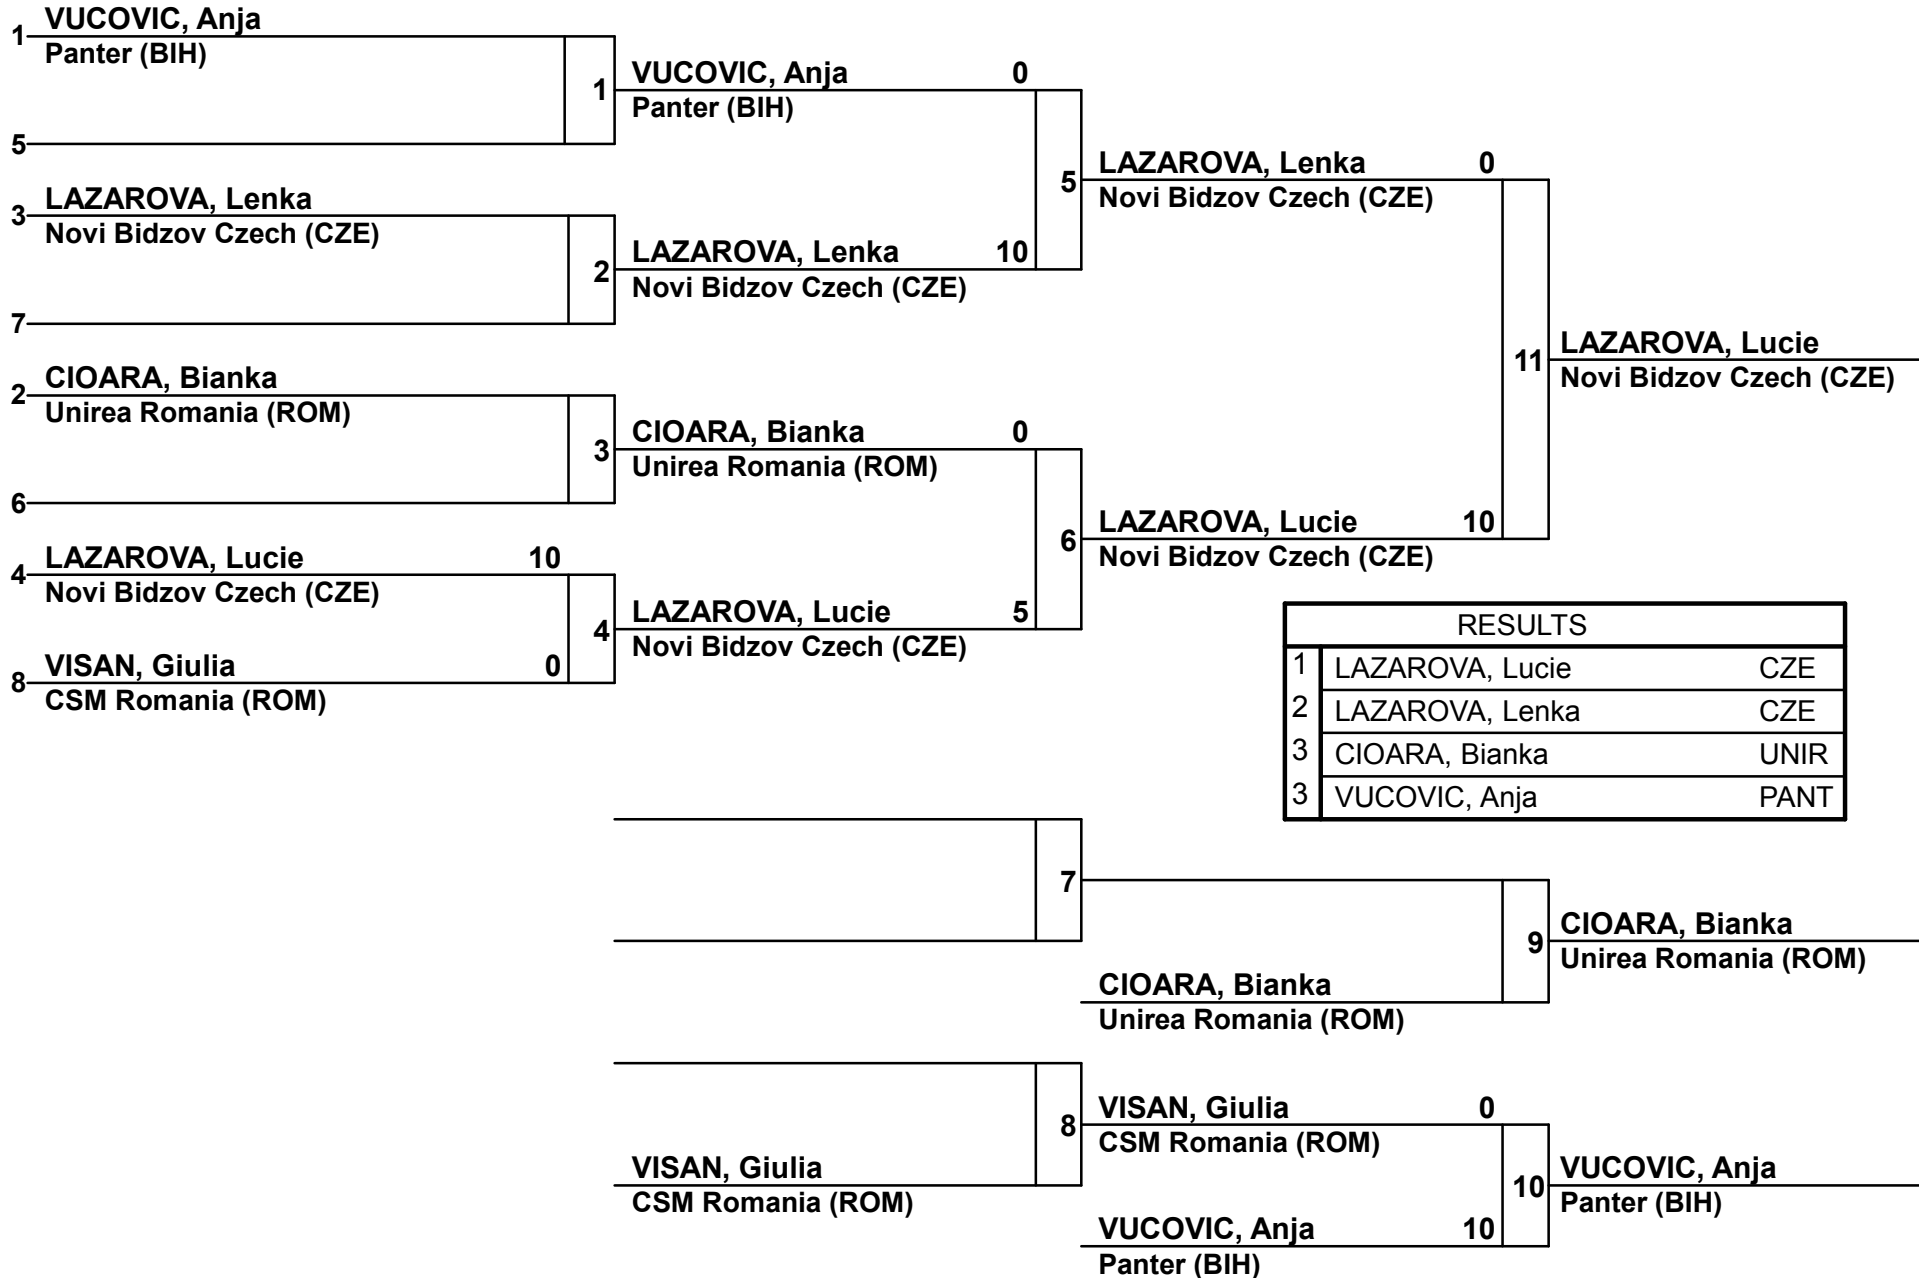 1 VUCOVIC, Anja
Panter (BIH)
5
1
3 LAZAROVA, Lenka
Novi Bidzov Czech (CZE)
7
2
2 CIOARA, Bianka
Unirea Romania (ROM)
6
3
4 LAZAROVA, Lucie 10
Novi Bidzov Czech (CZE)
8 VISAN, Giulia 0
CSM Romania (ROM)
4
VUCOVIC, Anja 0
Panter (BIH)
LAZAROVA, Lenka 10
Novi Bidzov Czech (CZE)
5
CIOARA, Bianka 0
Unirea Romania (ROM)
LAZAROVA, Lucie 5
Novi Bidzov Czech (CZE)
6
LAZAROVA, Lenka 0
Novi Bidzov Czech (CZE)
LAZAROVA, Lucie 10
Novi Bidzov Czech (CZE)
11
LAZAROVA, Lucie
Novi Bidzov Czech (CZE)
RESULTS
1 LAZAROVA, Lucie CZE
2 LAZAROVA, Lenka CZE
3 CIOARA, Bianka UNIR
3 VUCOVIC, Anja PANT
7
CIOARA, Bianka
Unirea Romania (ROM)
9
CIOARA, Bianka
Unirea Romania (ROM)
VISAN, Giulia
CSM Romania (ROM)
8
VISAN, Giulia 0
CSM Romania (ROM)
VUCOVIC, Anja 10
Panter (BIH)
10
VUCOVIC, Anja
Panter (BIH)